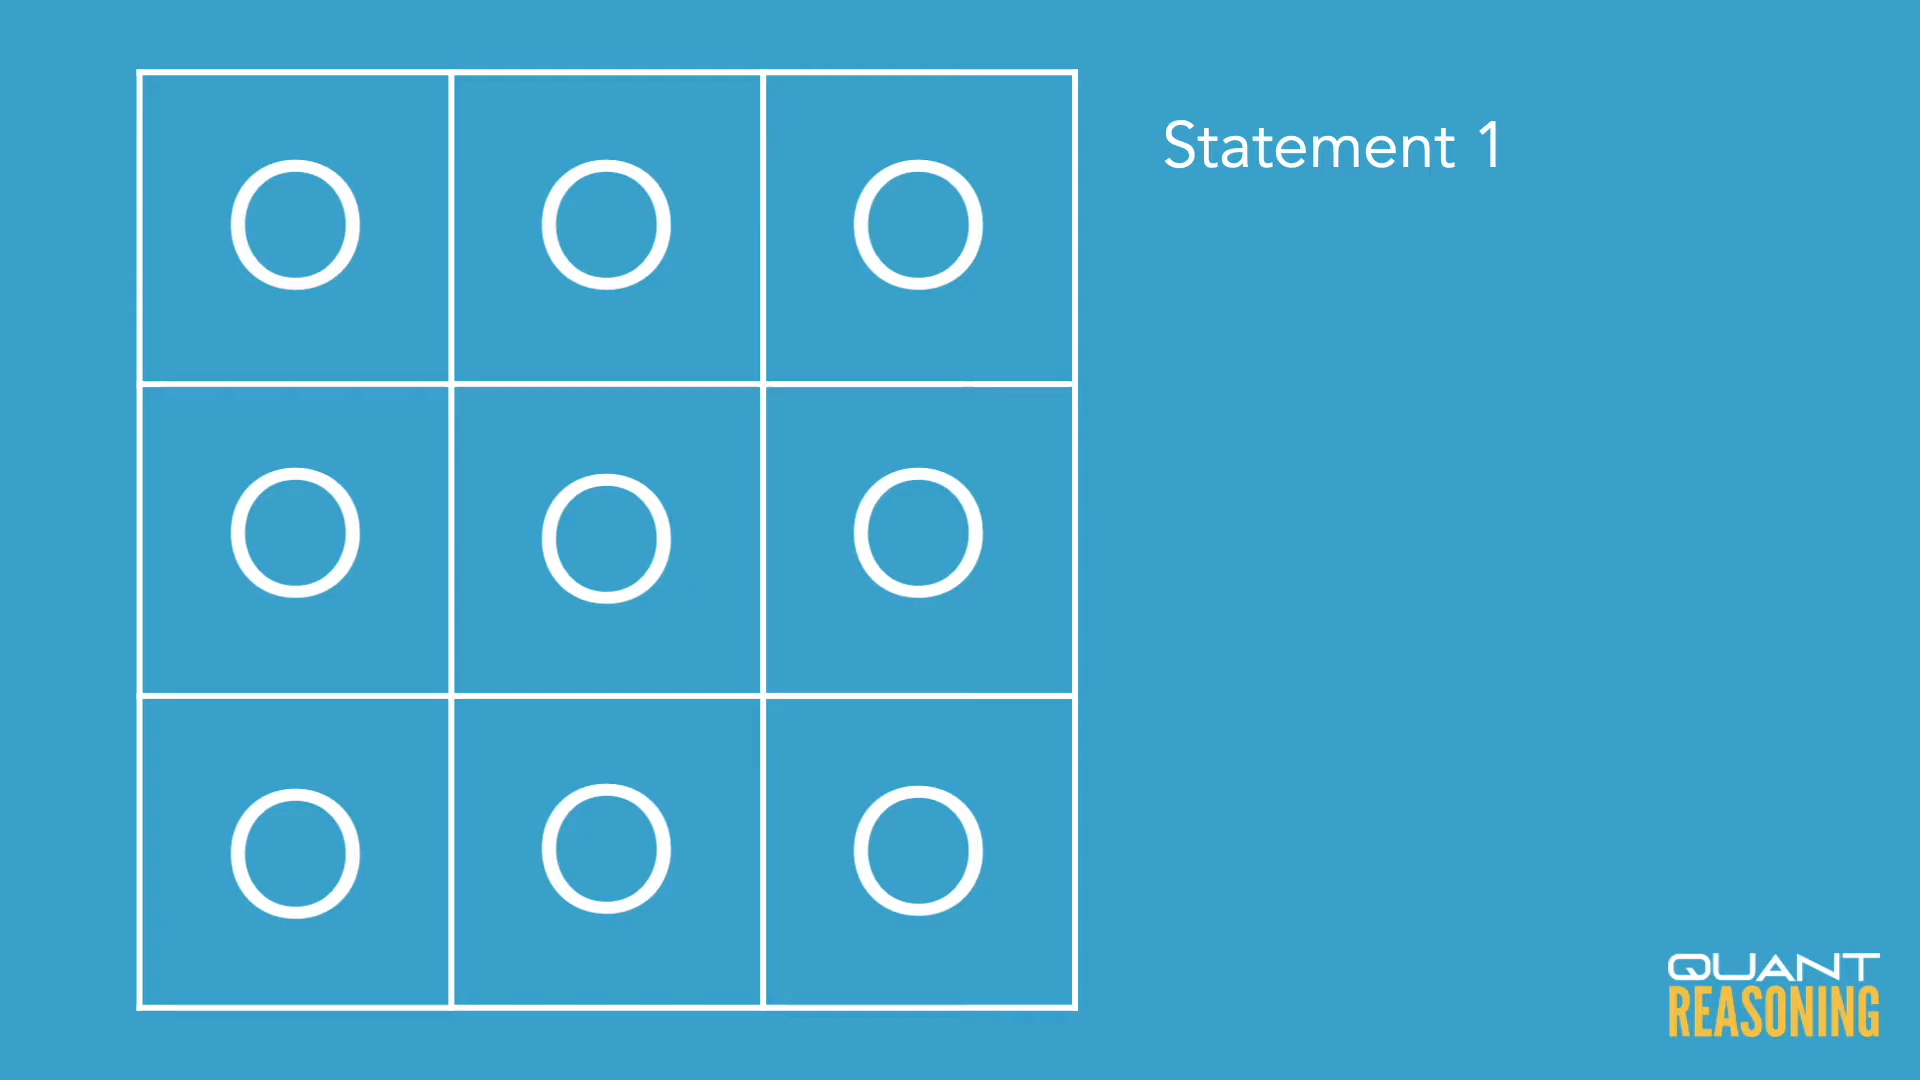 O O O
Statement 1
O O O
O O O
QUANT
REASONING